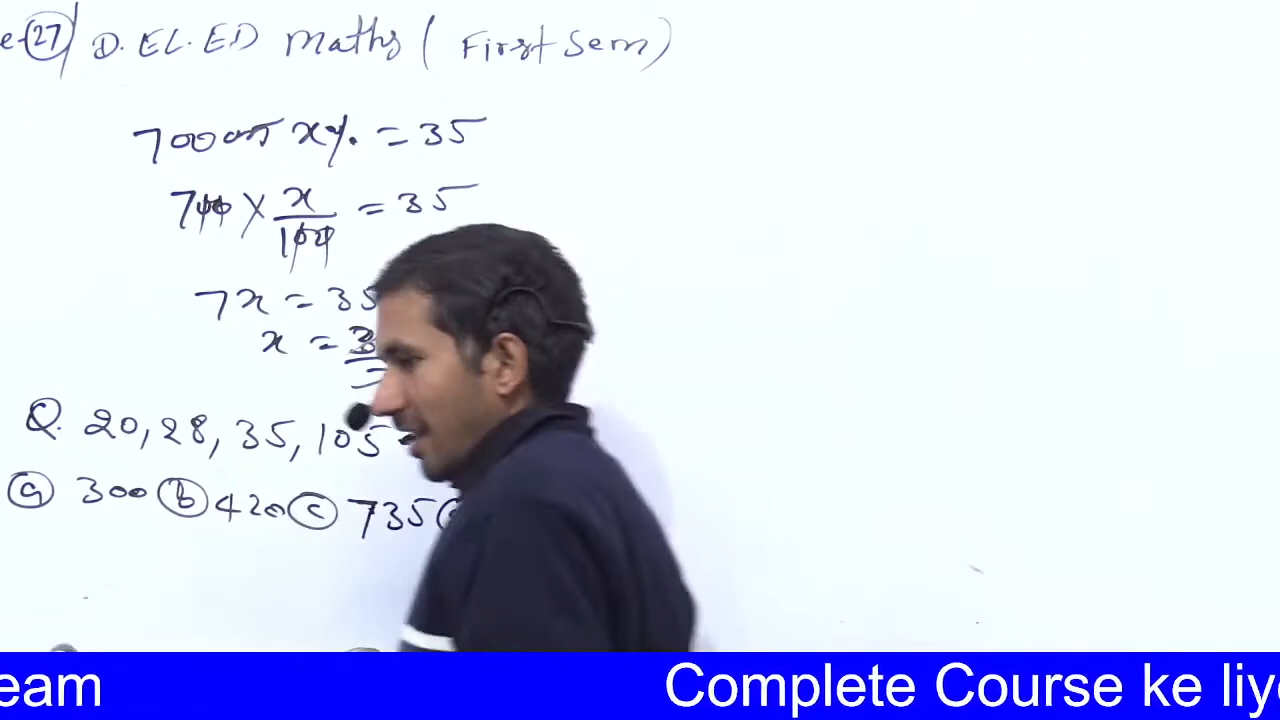 e-27 D.EL.ED Maths ( First Sem )
700 का x% = 35
700 × x/100 = 35
7x = 35
x =
Q. 20, 28, 35, 105
(a) 300 (b) 420 (c) 735
eam Complete Course ke liye